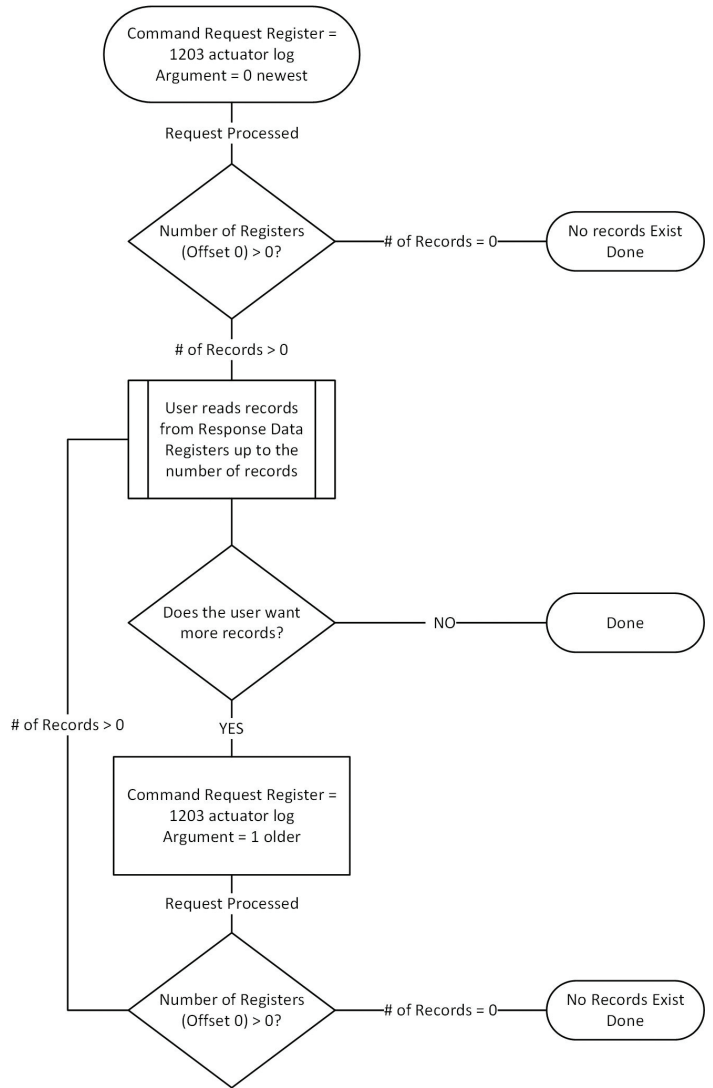 Command Request Register =
1203 actuator log
Argument = 0 newest
Request Processed
Number of Registers
(Offset 0) > 0?
# of Records = 0
No records Exist
Done
# of Records > 0
User reads records
from Response Data
Registers up to the
number of records
Does the user want
more records?
NO
Done
# of Records > 0
YES
Command Request Register =
1203 actuator log
Argument = 1 older
Request Processed
Number of Registers
(Offset 0) > 0?
# of Records = 0
No Records Exist
Done